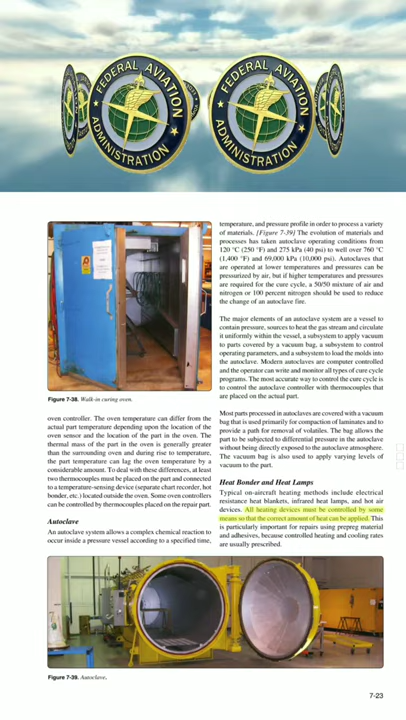 FEDERAL AVIATION
ADMINISTRATION
FEDERAL AVIATION
ADMINISTRATION
Figure 7-38. Walk-in curing oven.
oven controller. The oven temperature can differ from the
actual part temperature depending upon the location of the
oven sensor and the location of the part in the oven. The
thermal mass of the part in the oven is generally greater
than the surrounding oven and during rise to temperature,
the part temperature can lag the oven temperature by a
considerable amount. To deal with these differences, at least
two thermocouples must be placed on the part and connected
to a temperature-sensing device (separate chart recorder, hot
bonder, etc.) located outside the oven. Some oven controllers
can be controlled by thermocouples placed on the repair part.
Autoclave
An autoclave system allows a complex chemical reaction to
occur inside a pressure vessel according to a specified time,
temperature, and pressure profile in order to process a variety
of materials. [Figure 7-39] The evolution of materials and
processes has taken autoclave operating conditions from
120 °C (250 °F) and 275 kPa (40 psi) to well over 760 °C
(1,400 °F) and 69,000 kPa (10,000 psi). Autoclaves that
are operated at lower temperatures and pressures can be
pressurized by air, but if higher temperatures and pressures
are required for the cure cycle, a 50/50 mixture of air and
nitrogen or 100 percent nitrogen should be used to reduce
the change of an autoclave fire.
The major elements of an autoclave system are a vessel to
contain pressure, sources to heat the gas stream and circulate
it uniformly within the vessel, a subsystem to apply vacuum
to parts covered by a vacuum bag, a subsystem to control
operating parameters, and a subsystem to load the molds into
the autoclave. Modern autoclaves are computer controlled
and the operator can write and monitor all types of cure cycle
programs. The most accurate way to control the cure cycle is
to control the autoclave controller with thermocouples that
are placed on the actual part.
Most parts processed in autoclaves are covered with a vacuum
bag that is used primarily for compaction of laminates and to
provide a path for removal of volatiles. The bag allows the
part to be subjected to differential pressure in the autoclave
without being directly exposed to the autoclave atmosphere.
The vacuum bag is also used to apply varying levels of
vacuum to the part.
Heat Bonder and Heat Lamps
Typical on-aircraft heating methods include electrical
resistance heat blankets, infrared heat lamps, and hot air
devices. All heating devices must be controlled by some
means so that the correct amount of heat can be applied. This
is particularly important for repairs using prepreg material
and adhesives, because controlled heating and cooling rates
are usually prescribed.
Figure 7-39. Autoclave.
7-23